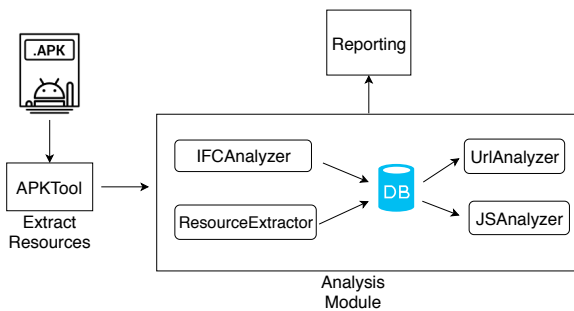 .APK
Reporting
IFCAnalyzer
UrlAnalyzer
APKTool
DB
ResourceExtractor
JSAnalyzer
Extract
Resources
Analysis
Module